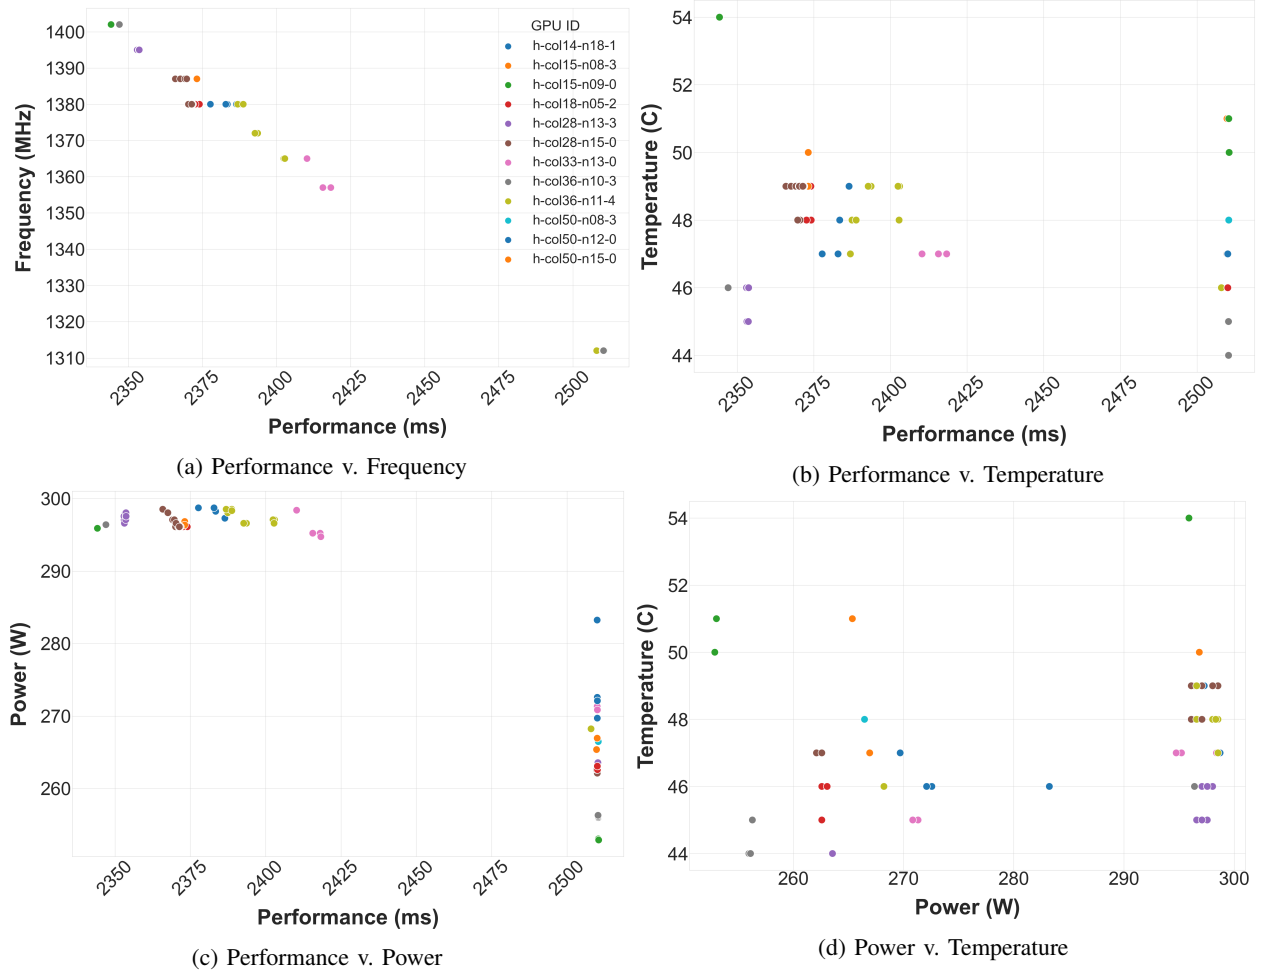 1400
1390
1380
1370
1360
1350
1340
1330
1320
1310
Frequency (MHz)
GPU ID
h-col14-n18-1
h-col15-n08-3
h-col15-n09-0
h-col18-n05-2
h-col28-n13-3
h-col28-n15-0
h-col33-n13-0
h-col36-n10-3
h-col36-n11-4
h-col50-n08-3
h-col50-n12-0
h-col50-n15-0
2350 2375 2400 2425 2450 2475 2500
Performance (ms)
(a) Performance v. Frequency
54
52
50
48
46
44
Temperature (C)
2350 2375 2400 2425 2450 2475 2500
Performance (ms)
(b) Performance v. Temperature
300
290
280
270
260
Power (W)
2350 2375 2400 2425 2450 2475 2500
Performance (ms)
(c) Performance v. Power
54
52
50
48
46
44
Temperature (C)
260 270 280 290 300
Power (W)
(d) Power v. Temperature